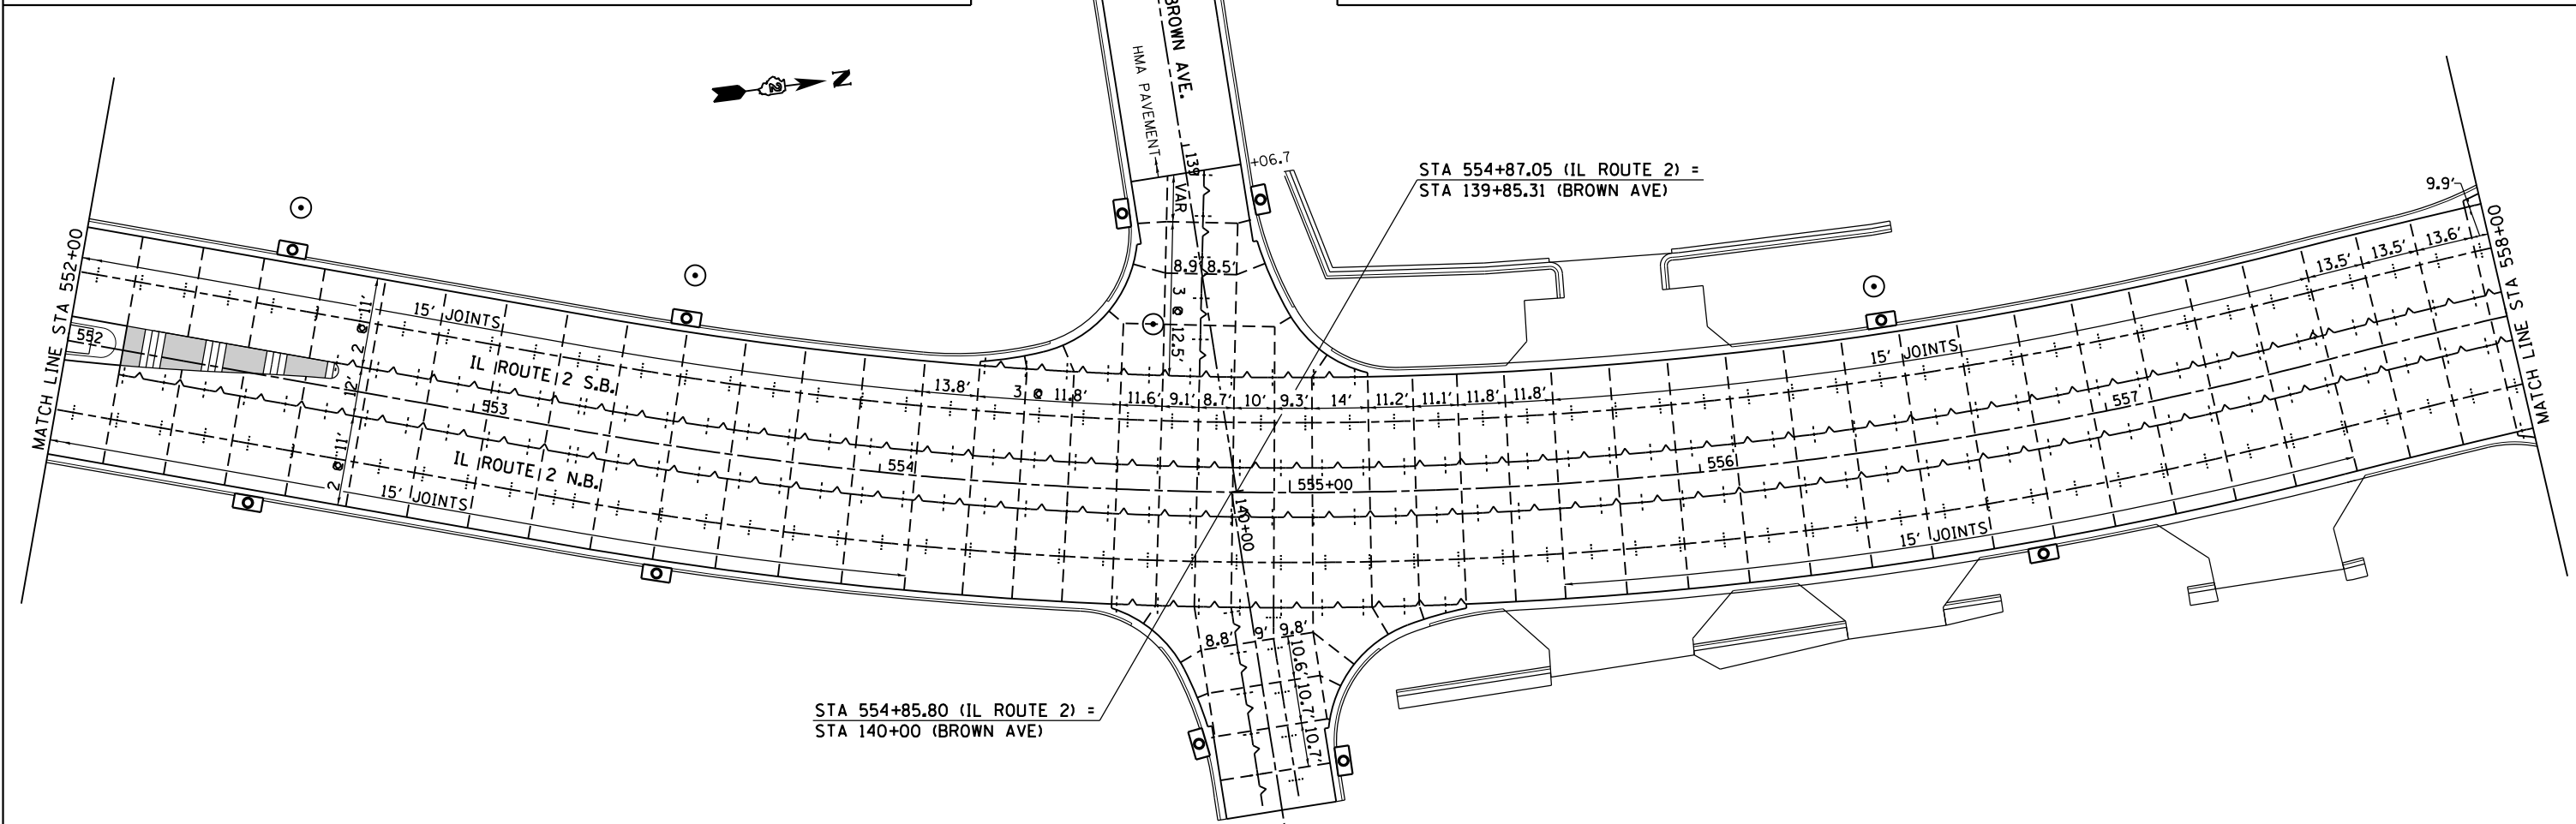 BROWN AVE.
HMA PAVEMENT
N
2
139
+06.7
VAR
STA 554+87.05 (IL ROUTE 2) =
STA 139+85.31 (BROWN AVE)
9.9'
MATCH LINE STA 552+00
MATCH LINE STA 558+00
552
15' JOINTS
2 @ 11'
12'
2 @ 11'
IL ROUTE 2 S.B.
553
IL ROUTE 2 N.B.
15' JOINTS
8.9' 8.5'
3 @ 12.5'
13.8' 3 @ 11.8' 11.6' 9.1' 8.7' 10' 9.3' 14' 11.2' 11.1' 11.8' 11.8'
15' JOINTS
13.5' 13.5' 13.6'
554
555+00
556
557
140+00
15' JOINTS
8.8' 9' 9.8'
10.6' 10.7' 10.7'
STA 554+85.80 (IL ROUTE 2) =
STA 140+00 (BROWN AVE)